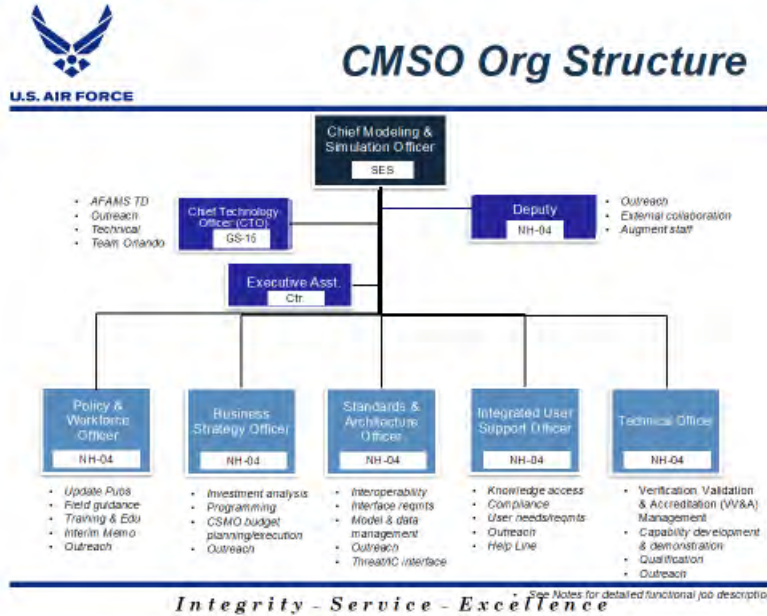 CMSO Org Structure
U.S. AIR FORCE
Chief Modeling &
Simulation Officer
SES
• AFAMS TD
• Outreach
• Technical
• Team Orlando
Chief Technology
Officer (CTO)
GS-15
Deputy
NH-04
• Outreach
• External collaboration
• Augment staff
Executive Asst.
Ctr.
Policy &
Workforce
Officer
NH-04
• Update Pubs
• Field guidance
• Training & Edu
• Interim Memo
• Outreach
Business
Strategy Officer
NH-04
• Investment analysis
• Programming
• CSMO budget
planning/execution
• Outreach
Standards &
Architecture
Officer
NH-04
• Interoperability
• Interface reqmts
• Model & data
management
• Outreach
• Threat/IC interface
Integrated User
Support Officer
NH-04
• Knowledge access
• Compliance
• User needs/reqmts
• Outreach
• Help Line
Technical Officer
NH-04
• Verification, Validation
& Accreditation (VV&A)
Management
• Capability development
& demonstration
• Qualification
• Outreach
• See Notes for detailed functional job description
Integrity - Service - Excellence